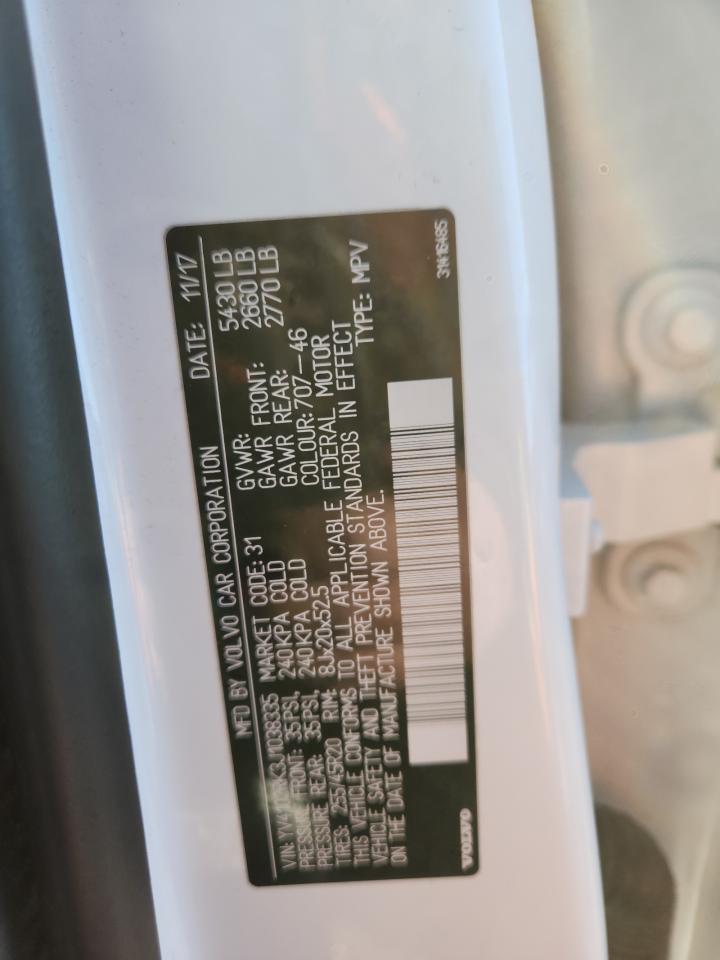 MFD BY VOLVO CAR CORPORATION DATE: 11/17
VIN: MARKET CODE: 31 GVWR: 5430 LB
PRESSURE FRONT: 35PSI, 240KPA COLD GAWR FRONT: 2660 LB
PRESSURE REAR: 35PSI, 240KPA COLD GAWR REAR: 2770 LB
TIRES: 255/45R20 RIM: 8Jx20x52.5 COLOUR: 707—46
THIS VEHICLE CONFORMS TO ALL APPLICABLE FEDERAL MOTOR
VEHICLE SAFETY AND THEFT PREVENTION STANDARDS IN EFFECT
ON THE DATE OF MANUFACTURE SHOWN ABOVE. TYPE: MPV
VOLVO 31416485